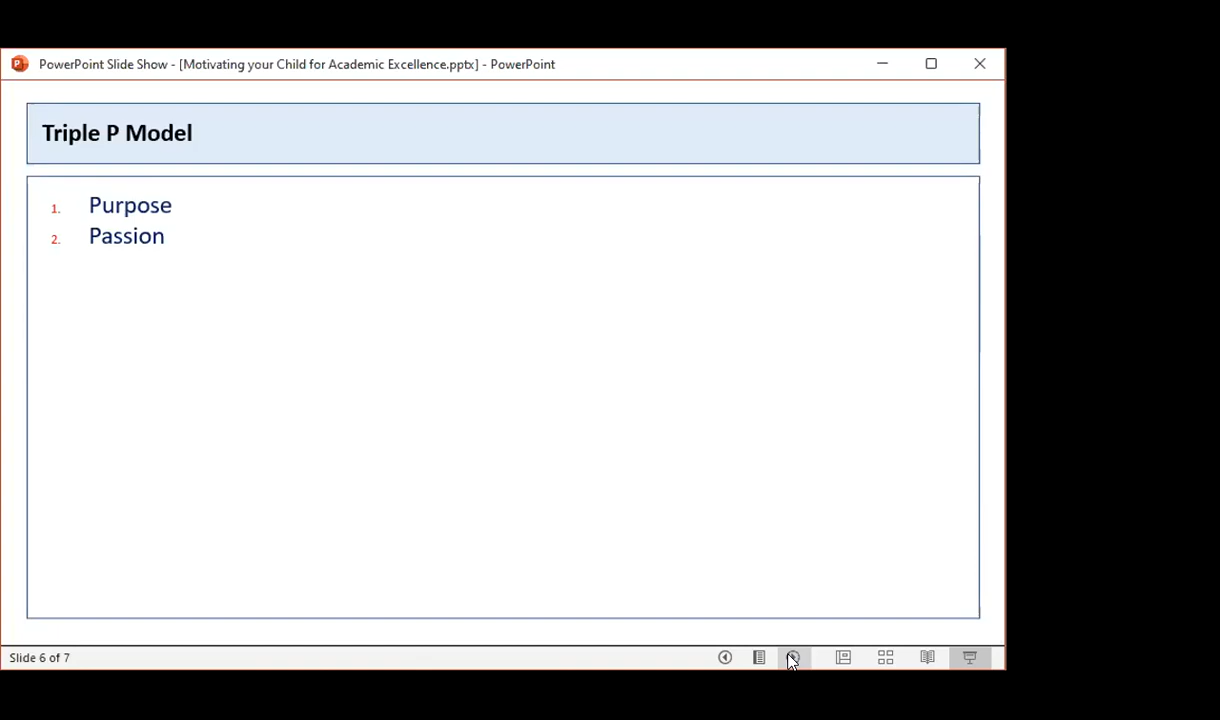 PowerPoint Slide Show - [Motivating your Child for Academic Excellence.pptx] - PowerPoint
Triple P Model
1. Purpose
2. Passion
Slide 6 of 7